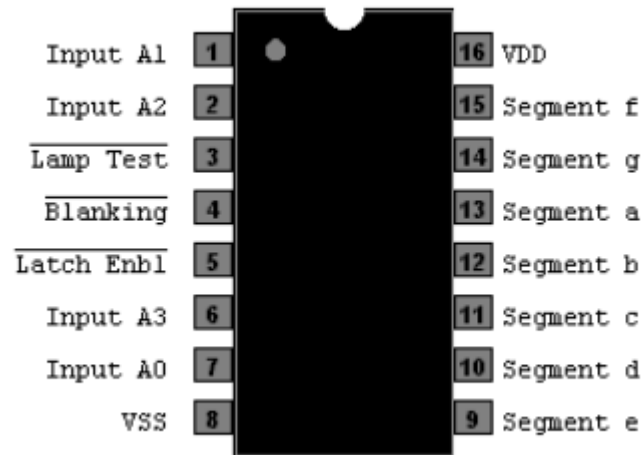 Input A1 1 16 VDD
Input A2 2 15 Segment f
Lamp Test 3 14 Segment g
Blanking 4 13 Segment a
Latch Enbl 5 12 Segment b
Input A3 6 11 Segment c
Input A0 7 10 Segment d
VSS 8 9 Segment e